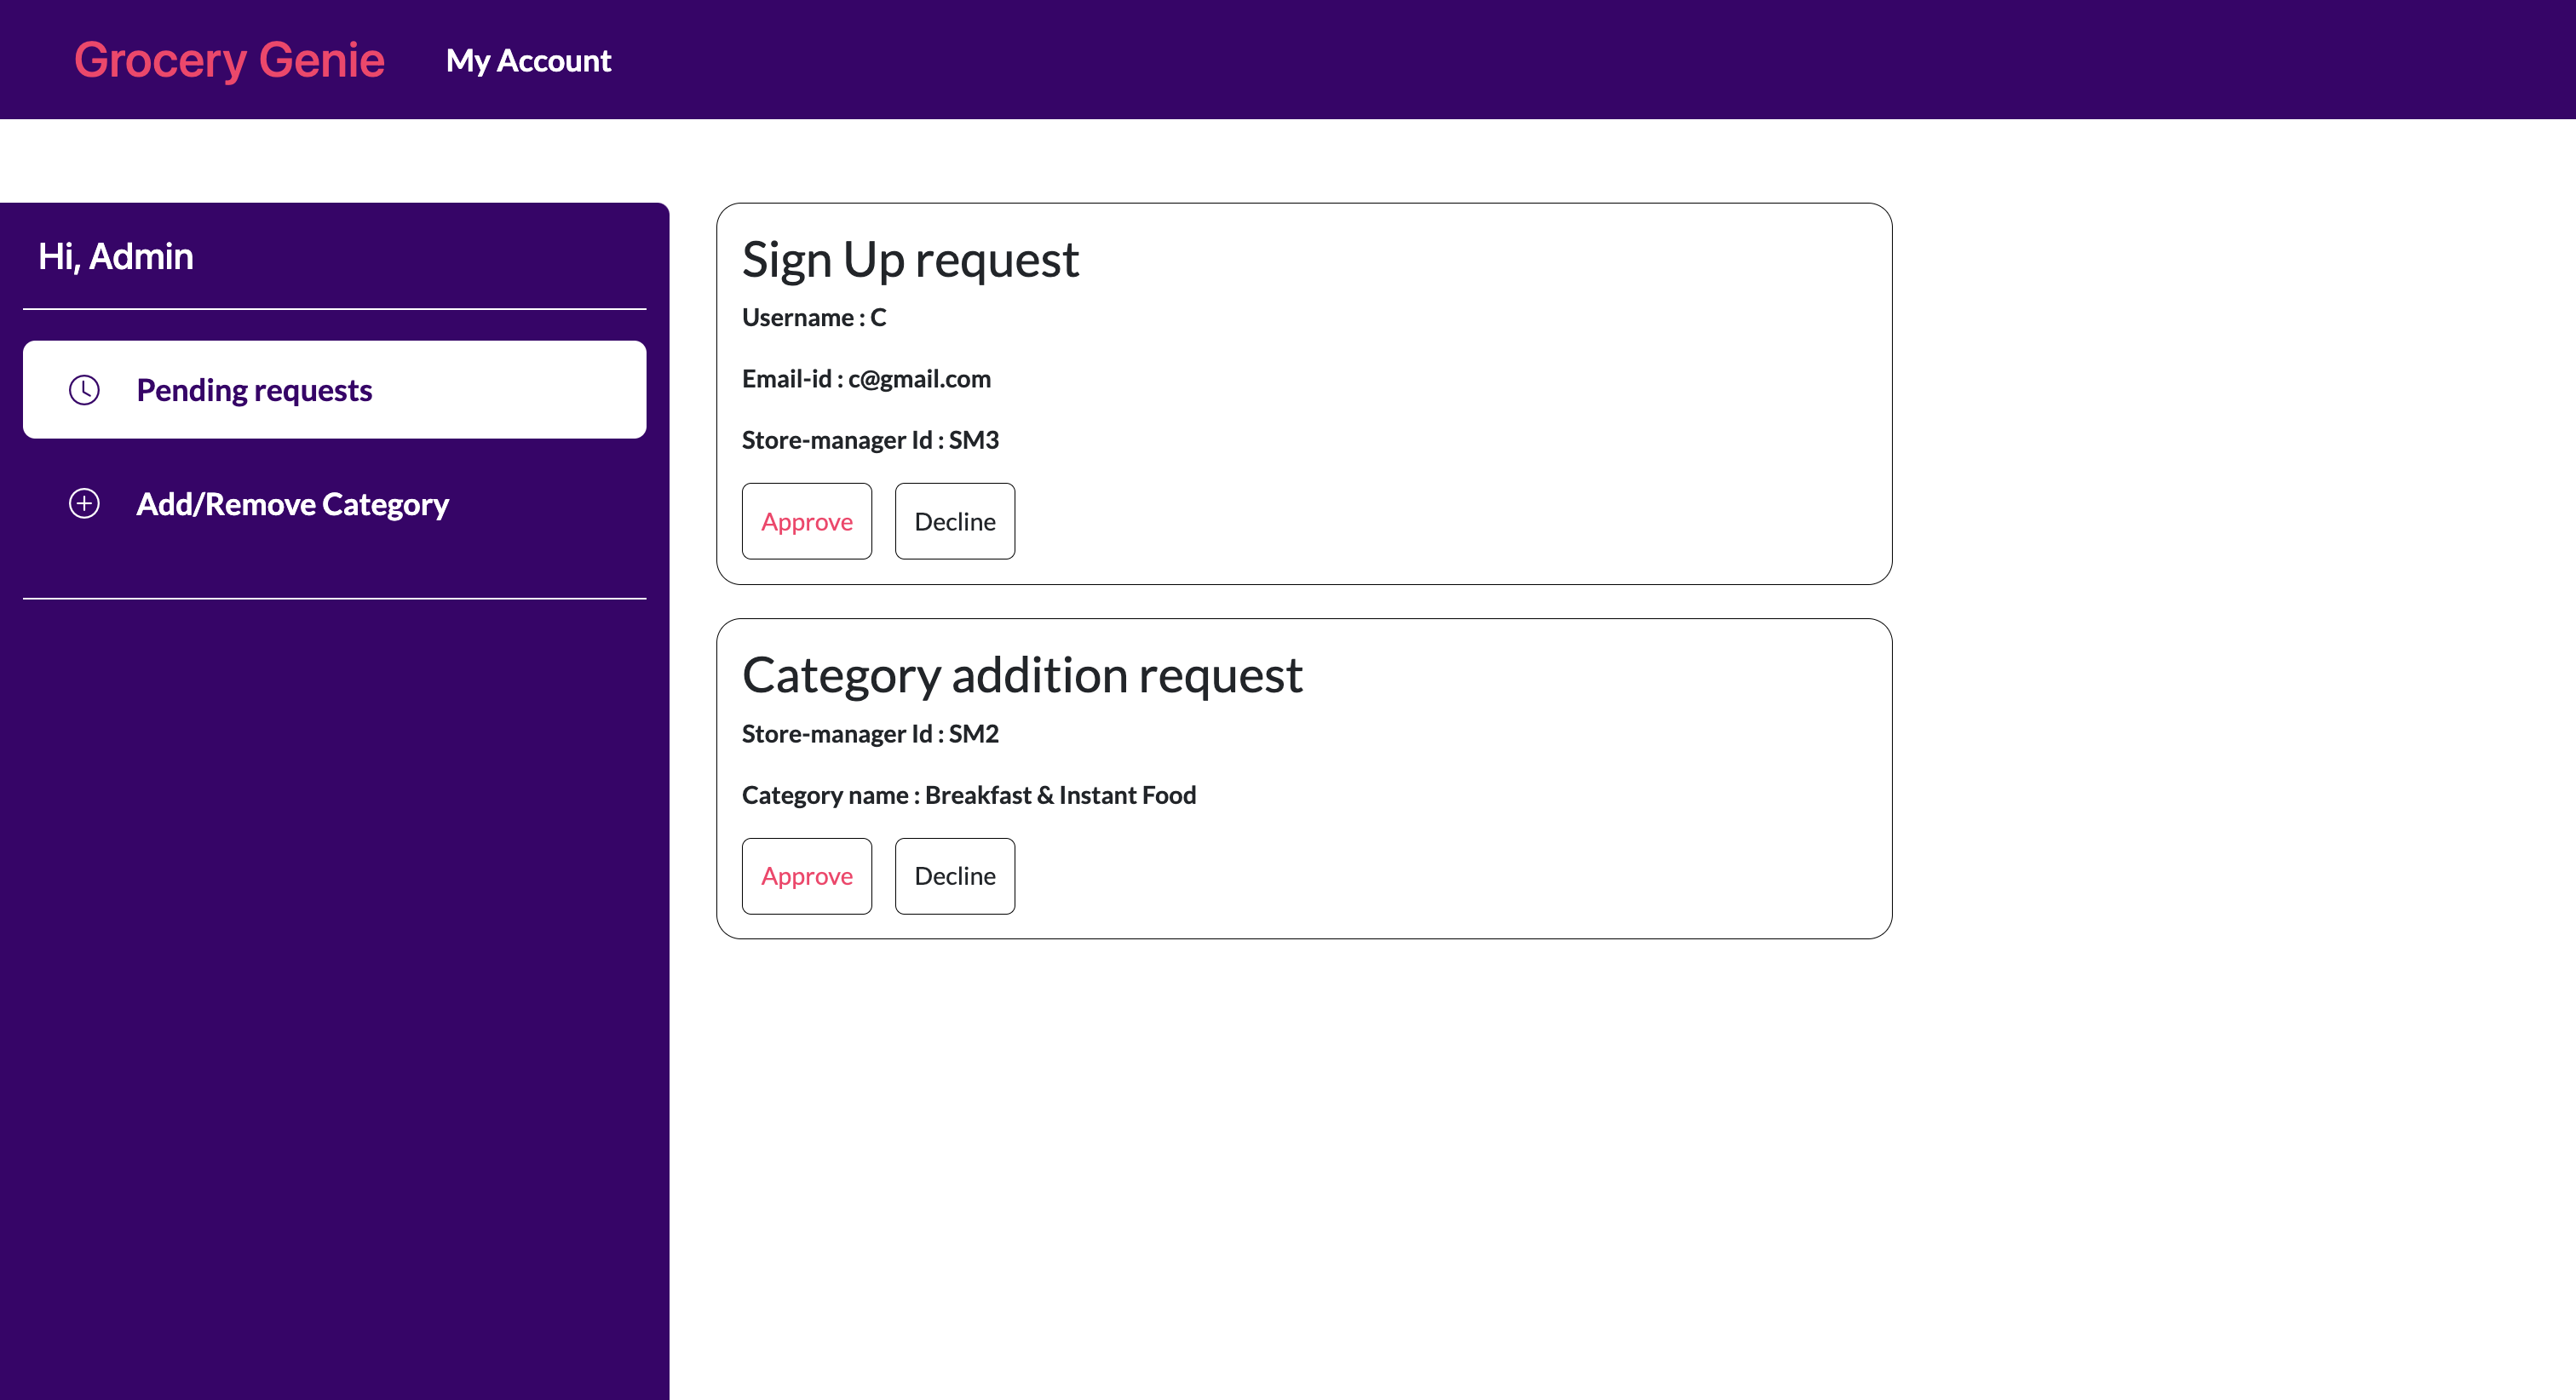 Grocery Genie My Account
Hi, Admin
Pending requests
Add/Remove Category
Sign Up request
Username : C
Email-id : c@gmail.com
Store-manager Id : SM3
Approve Decline
Category addition request
Store-manager Id : SM2
Category name : Breakfast & Instant Food
Approve Decline